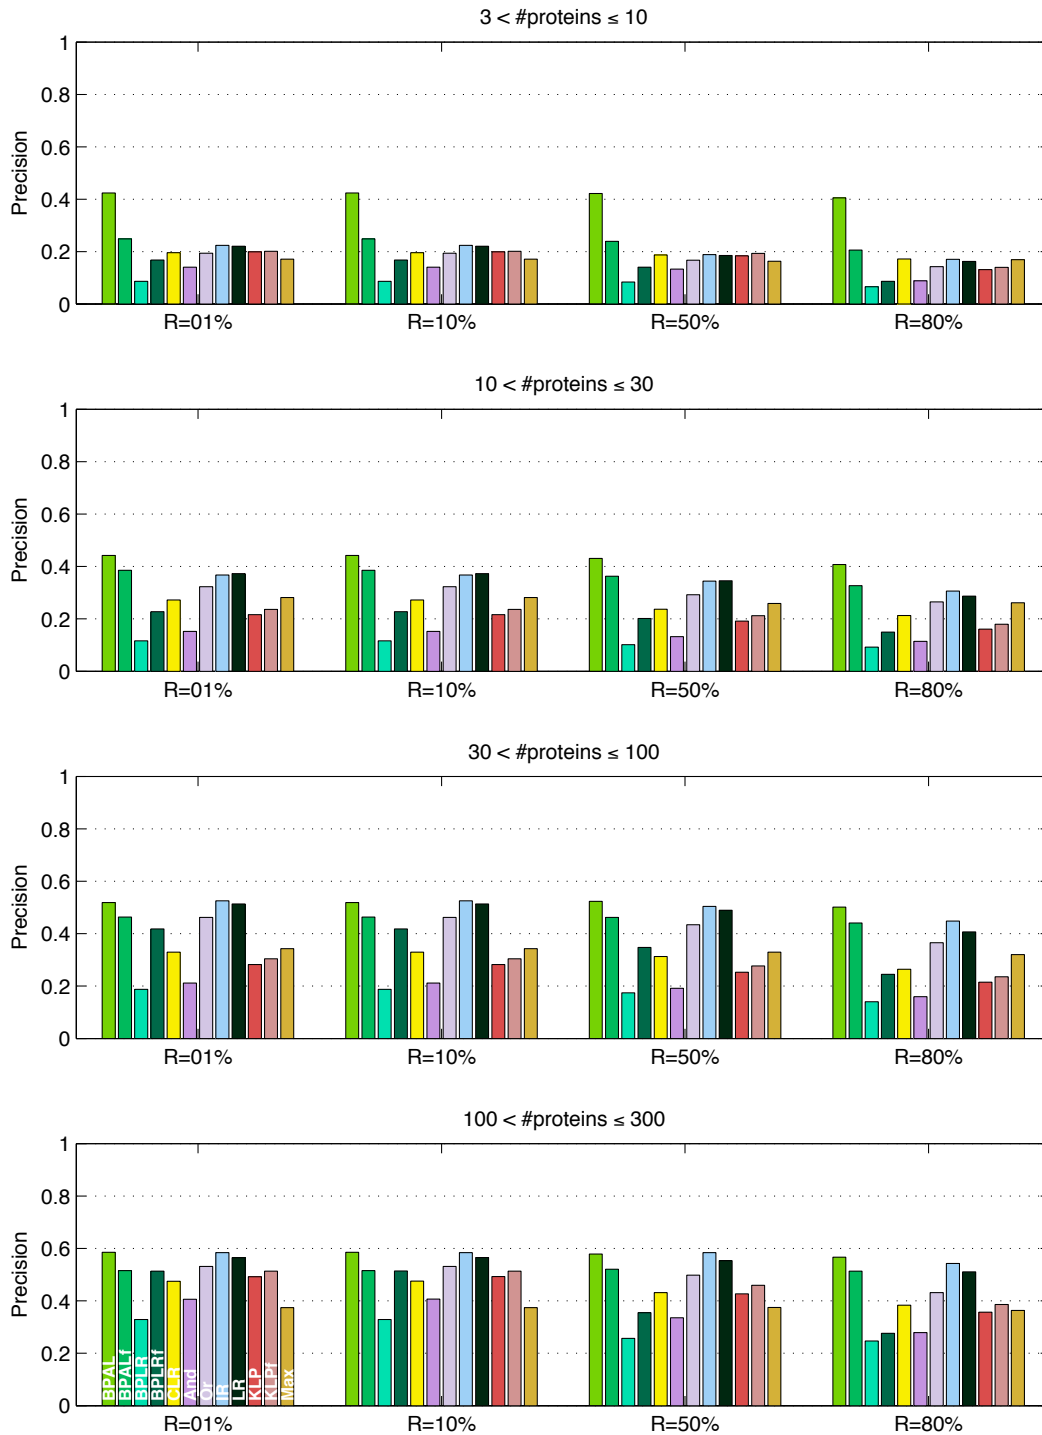 3 < #proteins ≤ 10
1
0.8
0.6
0.4
0.2
0
Precision
R=01% R=10% R=50% R=80%
10 < #proteins ≤ 30
1
0.8
0.6
0.4
0.2
0
Precision
R=01% R=10% R=50% R=80%
30 < #proteins ≤ 100
1
0.8
0.6
0.4
0.2
0
Precision
R=01% R=10% R=50% R=80%
100 < #proteins ≤ 300
1
0.8
0.6
0.4
0.2
0
Precision
BPAL
BPALf
BPLR
BPLRf
CLR
And
Or
IR
LR
KLP
KLPf
Max
R=01% R=10% R=50% R=80%